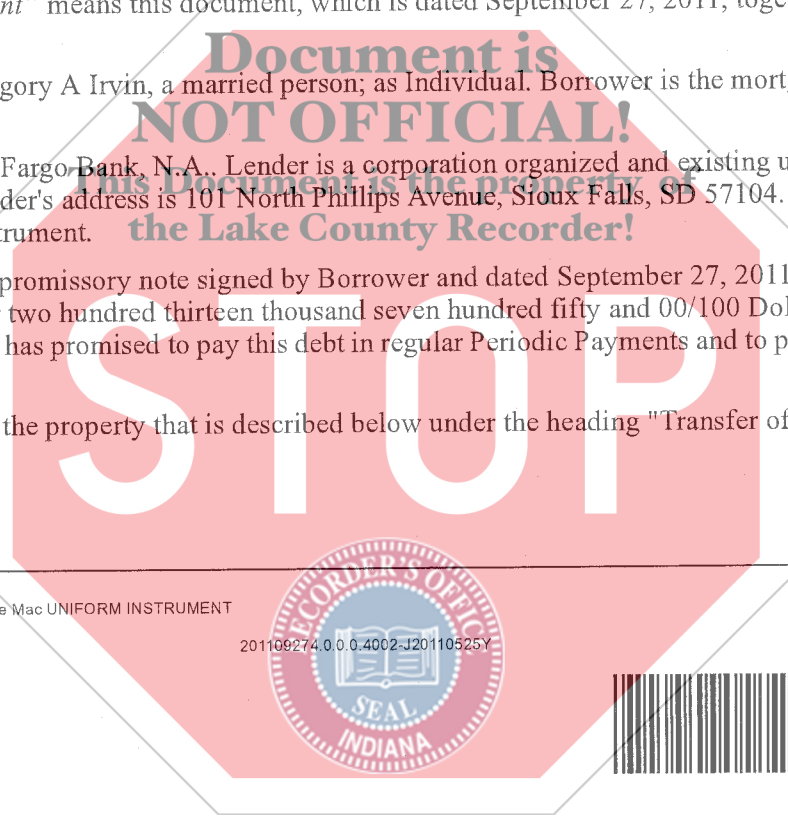 nt" means this document, which is dated September 27, 2011, toge
Document is
gory A Irvin, a married person; as Individual. Borrower is the mort
NOT OFFICIAL!
Fargo Bank, N.A.. Lender is a corporation organized and existing u
This Document is the property of
der's address is 101 North Phillips Avenue, Sioux Falls, SD 57104.
trument.
the Lake County Recorder!
promissory note signed by Borrower and dated September 27, 2011
two hundred thirteen thousand seven hundred fifty and 00/100 Dol
has promised to pay this debt in regular Periodic Payments and to p
STOP
the property that is described below under the heading "Transfer of
e Mac UNIFORM INSTRUMENT
201109274.0.0.0.4002-J20110525Y
RECORDER'S OFFICE
SEAL
INDIANA